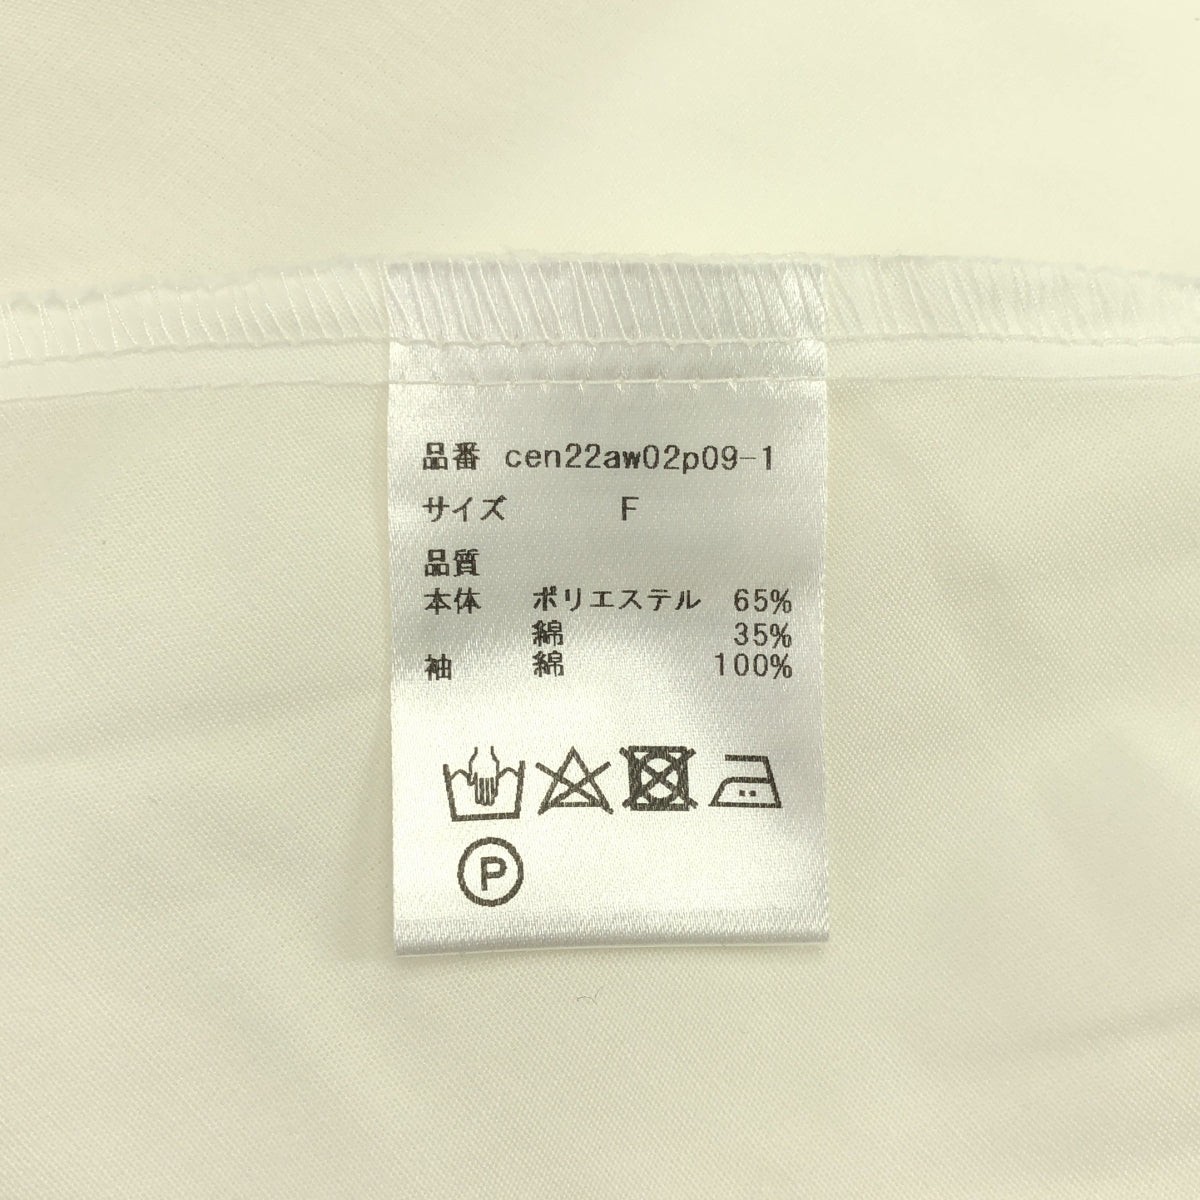 品番 cen22aw02p09-1
サイズ F
品質
本体 ポリエステル 65%
綿 35%
袖 綿 100%
P